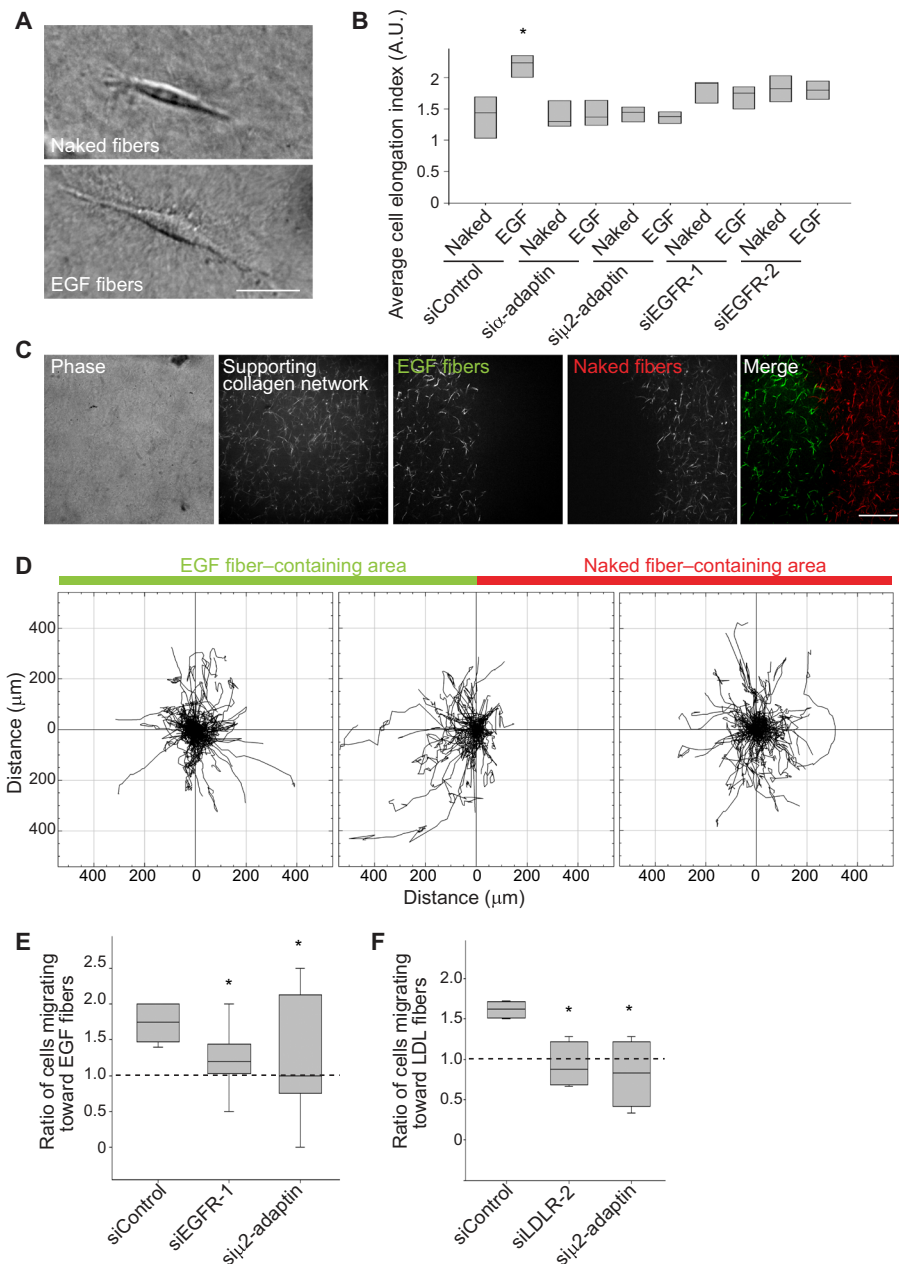 A
Naked fibers
EGF fibers
B
*
Average cell elongation index (A.U.)
2
1.5
1
0
Naked
EGF
Naked
EGF
Naked
EGF
Naked
EGF
Naked
EGF
siControl
siα-adaptin
siμ2-adaptin
siEGFR-1
siEGFR-2
C
Phase
Supporting
collagen network
EGF fibers
Naked fibers
Merge
D
EGF fiber–containing area
Naked fiber–containing area
Distance (μm)
400
200
0
200
400
400 200 0 200 400
400 200 0 200 400
400 200 0 200 400
Distance (μm)
E
Ratio of cells migrating
toward EGF fibers
2.5
2.0
1.5
1.0
0.5
0
*
*
siControl
siEGFR-1
siμ2-adaptin
F
Ratio of cells migrating
toward LDL fibers
2.0
1.5
1.0
0.5
0
*
*
siControl
siLDLR-2
siμ2-adaptin